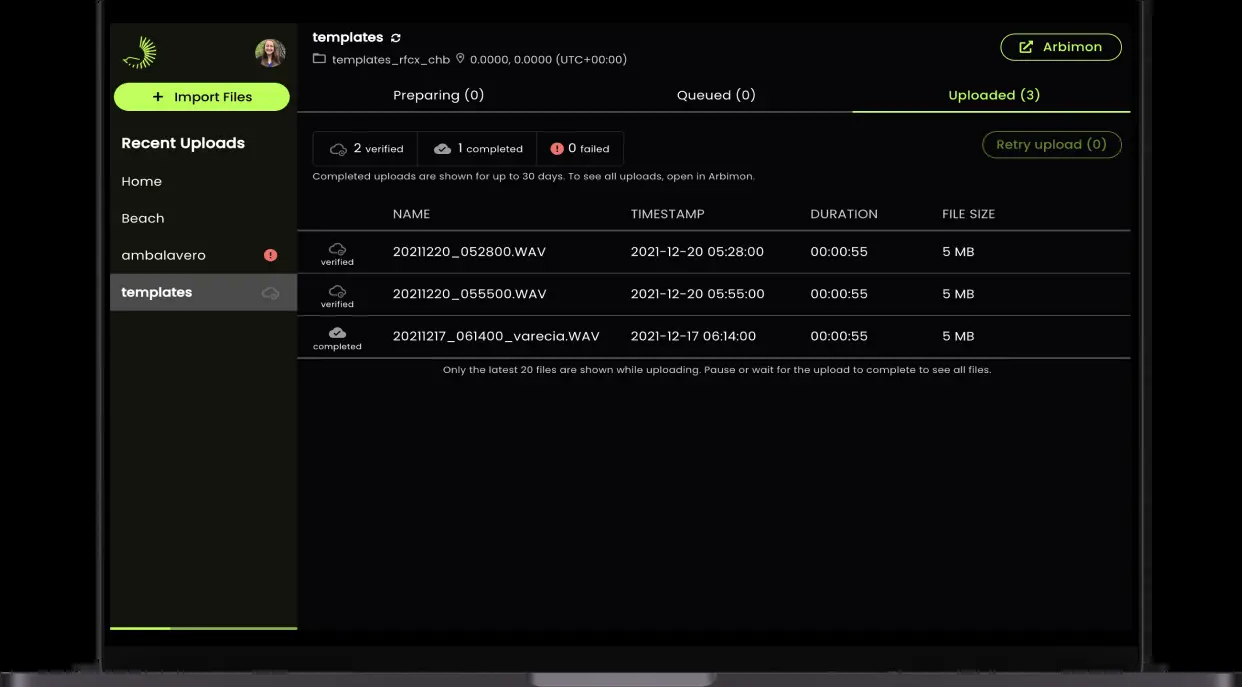 templates
templates_rfcx_chb 0.0000, 0.0000 (UTC+00:00)
Arbimon
+ Import Files
Recent Uploads
Home
Beach
ambalavero
templates
Preparing (0) Queued (0) Uploaded (3)
2 verified 1 completed 0 failed
Retry upload (0)
Completed uploads are shown for up to 30 days. To see all uploads, open in Arbimon.
NAME TIMESTAMP DURATION FILE SIZE
verified 20211220_052800.WAV 2021-12-20 05:28:00 00:00:55 5 MB
verified 20211220_055500.WAV 2021-12-20 05:55:00 00:00:55 5 MB
completed 20211217_061400_varecia.WAV 2021-12-17 06:14:00 00:00:55 5 MB
Only the latest 20 files are shown while uploading. Pause or wait for the upload to complete to see all files.